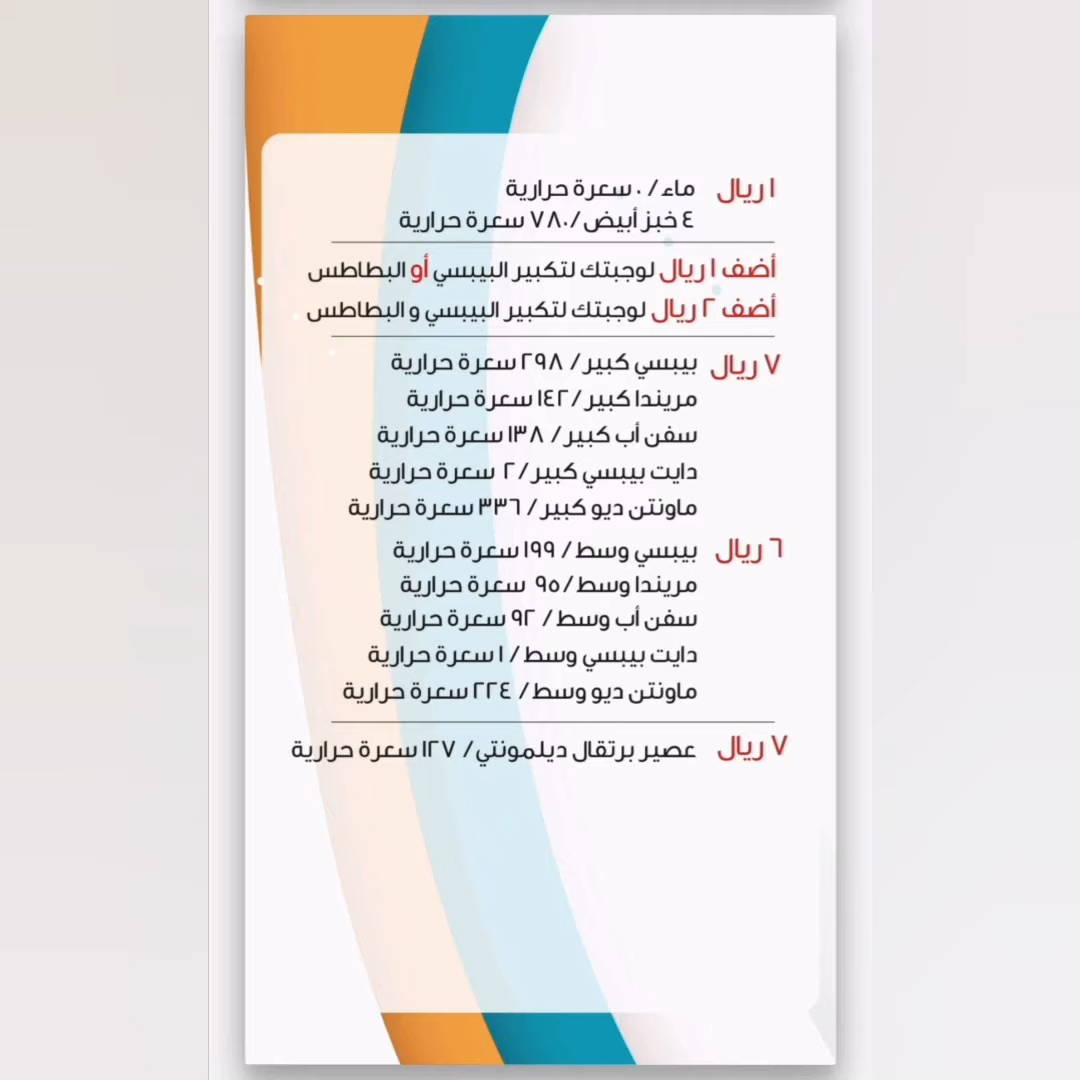 ١ ريال ماء/ ٠ سعرة حرارية
٤ خبز أبيض/ ٧٨٠ سعرة حرارية
أضف ١ ريال لوجبتك لتكبير البيبسي أو البطاطس
أضف ٢ ريال لوجبتك لتكبير البيبسي و البطاطس
٧ ريال بيبسي كبير/ ٢٩٨ سعرة حرارية
مريندا كبير/ ١٤٢ سعرة حرارية
سفن أب كبير/ ١٣٨ سعرة حرارية
دايت بيبسي كبير/ ٢ سعرة حرارية
ماونتن ديو كبير/ ٣٣٦ سعرة حرارية
٦ ريال بيبسي وسط/ ١٩٩ سعرة حرارية
مريندا وسط/ ٩٥ سعرة حرارية
سفن أب وسط/ ٩٢ سعرة حرارية
دايت بيبسي وسط/ ١ سعرة حرارية
ماونتن ديو وسط/ ٢٢٤ سعرة حرارية
٧ ريال عصير برتقال ديلمونتي/ ١٢٧ سعرة حرارية